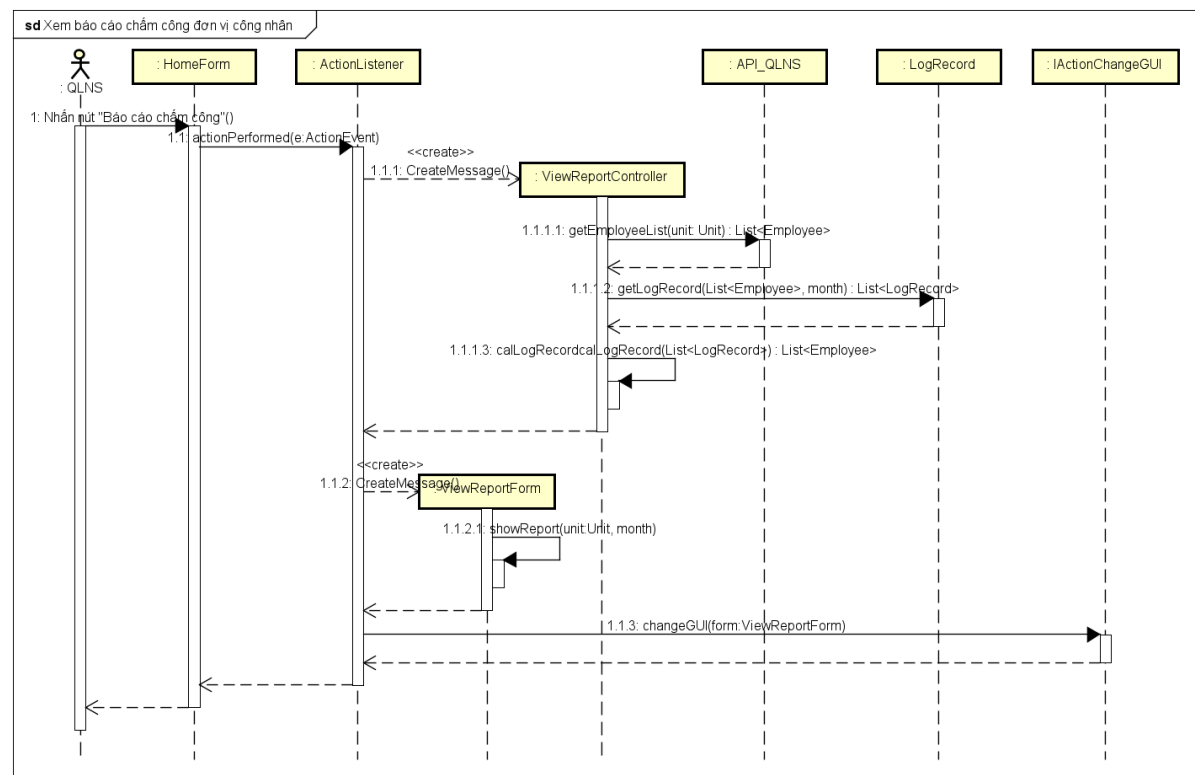 sd Xem báo cáo chấm công đơn vị công nhân
: QLNS
: HomeForm
: ActionListener
: API_QLNS
: LogRecord
: IActionChangeGUI
1: Nhấn nút "Báo cáo chấm công"()
1.1: actionPerformed(e:ActionEvent)
<<create>>
1.1.1: CreateMessage()
: ViewReportController
1.1.1.1: getEmployeeList(unit: Unit) : List<Employee>
1.1.1.2: getLogRecord(List<Employee>, month) : List<LogRecord>
1.1.1.3: calLogRecordcalLogRecord(List<LogRecord>) : List<Employee>
<<create>>
1.1.2: CreateMessage()
: ViewReportForm
1.1.2.1: showReport(unit:Unit, month)
1.1.3: changeGUI(form:ViewReportForm)